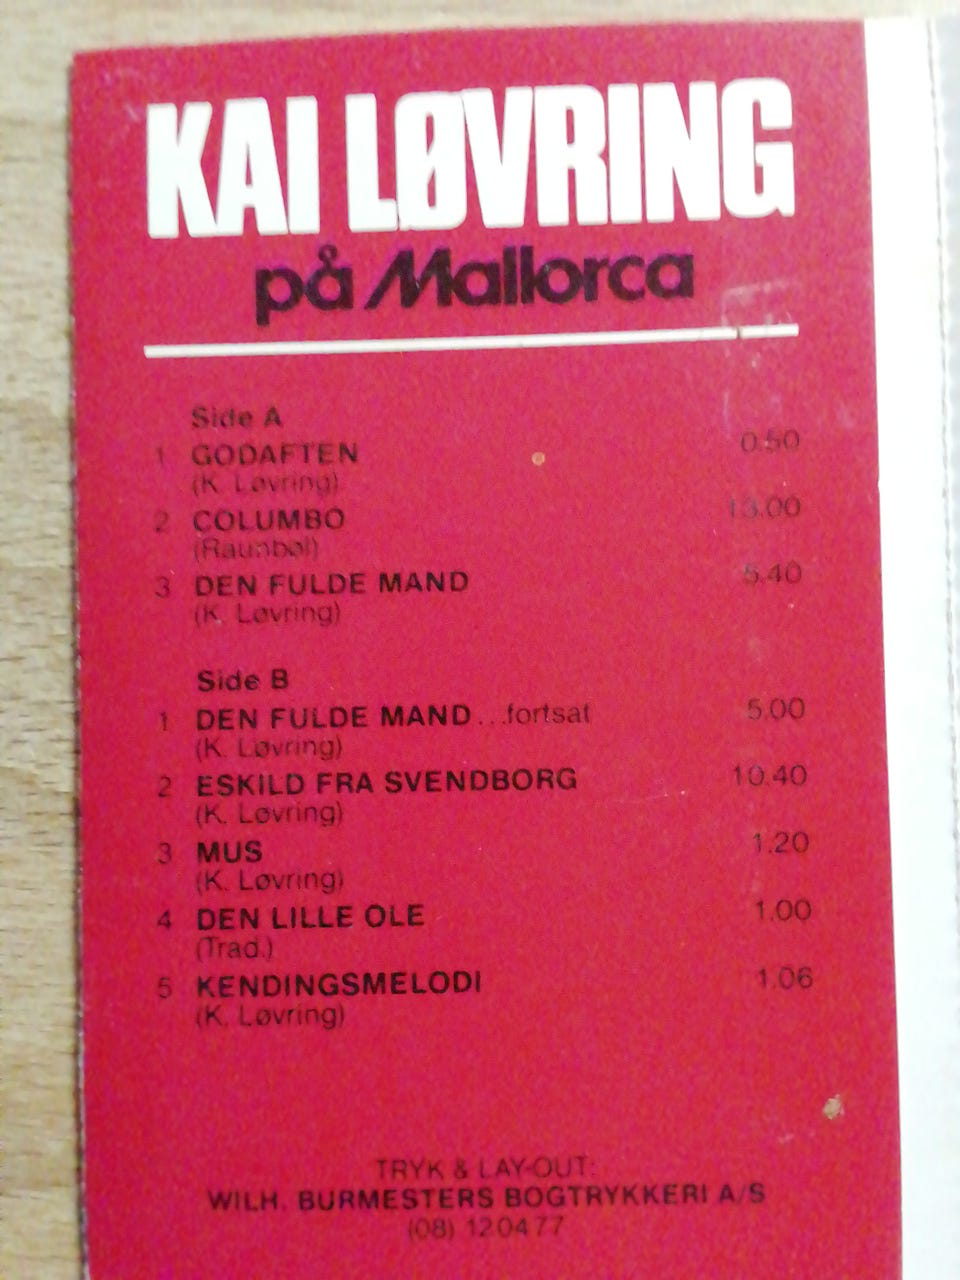 KAI LØVRING
på Mallorca
Side A
1 GODAFTEN 0.50
(K. Løvring)
2 COLUMBO 13.00
(Raunbøl)
3 DEN FULDE MAND 5.40
(K. Løvring)
Side B
1 DEN FULDE MAND...fortsat 5.00
(K. Løvring)
2 ESKILD FRA SVENDBORG 10.40
(K. Løvring)
3 MUS 1.20
(K. Løvring)
4 DEN LILLE OLE 1.00
(Trad.)
5 KENDINGSMELODI 1.06
(K. Løvring)
TRYK & LAY-OUT:
WILH. BURMESTERS BOGTRYKKERI A/S
(08) 12 04 77